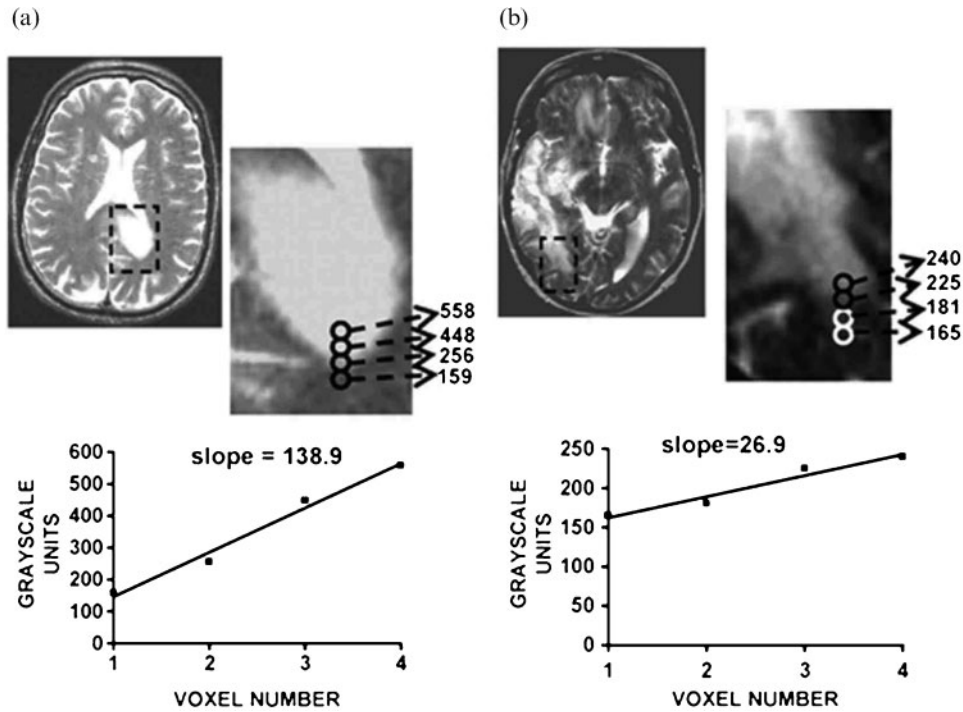 (a)
558
448
256
159
slope = 138.9
600
500
400
300
200
100
0
1 2 3 4
GRAYSCALE
UNITS
VOXEL NUMBER
(b)
240
225
181
165
slope=26.9
250
200
150
100
50
0
1 2 3 4
GRAYSCALE
UNITS
VOXEL NUMBER